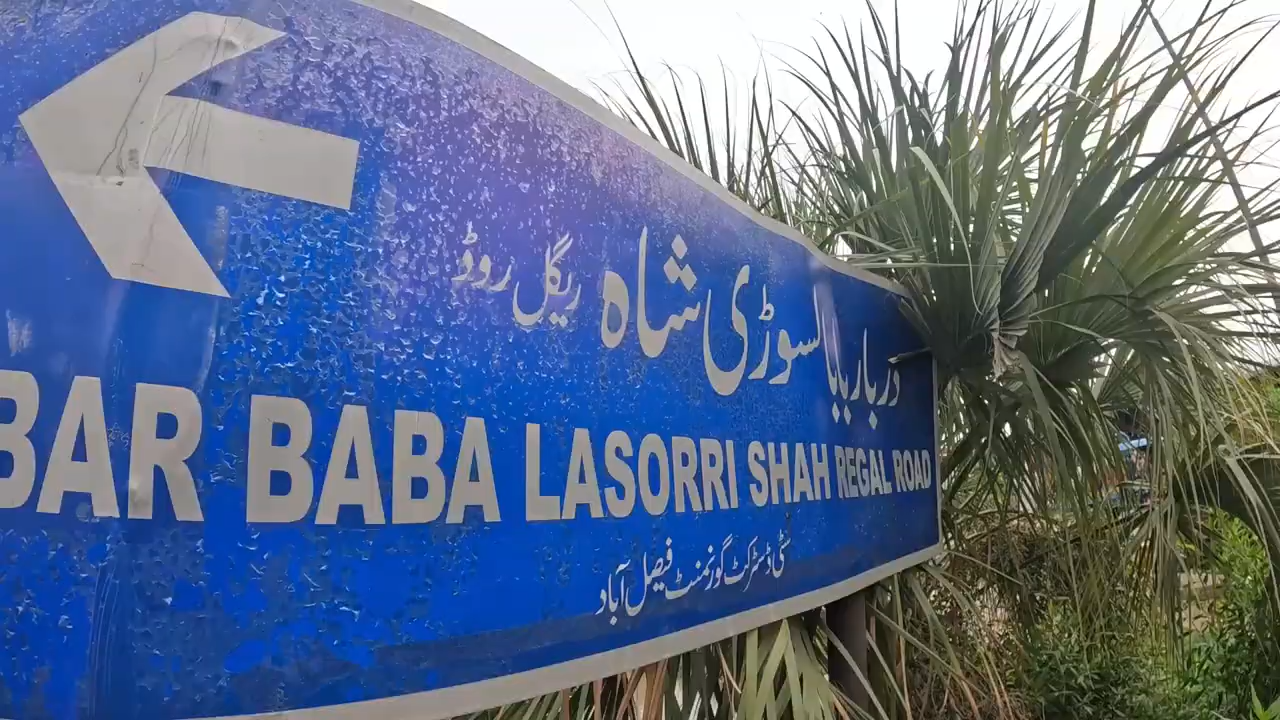 دربار بابا لسوڑی شاہ ریگل روڈ
BAR BABA LASORRI SHAH REGAL ROAD
سٹی ڈسٹرکٹ گورنمنٹ فیصل آباد